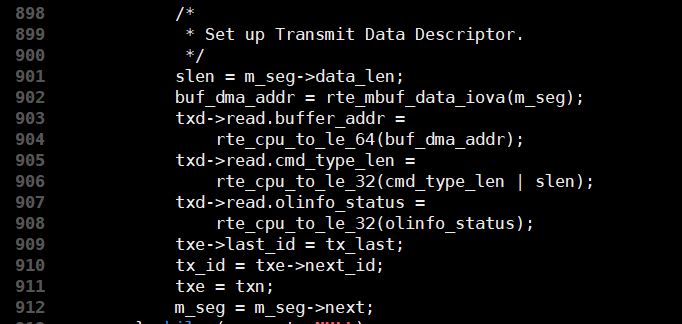 898 /*
899 * Set up Transmit Data Descriptor.
900 */
901 slen = m_seg->data_len;
902 buf_dma_addr = rte_mbuf_data_iova(m_seg);
903 txd->read.buffer_addr =
904 rte_cpu_to_le_64(buf_dma_addr);
905 txd->read.cmd_type_len =
906 rte_cpu_to_le_32(cmd_type_len | slen);
907 txd->read.olinfo_status =
908 rte_cpu_to_le_32(olinfo_status);
909 txe->last_id = tx_last;
910 tx_id = txe->next_id;
911 txe = txn;
912 m_seg = m_seg->next;